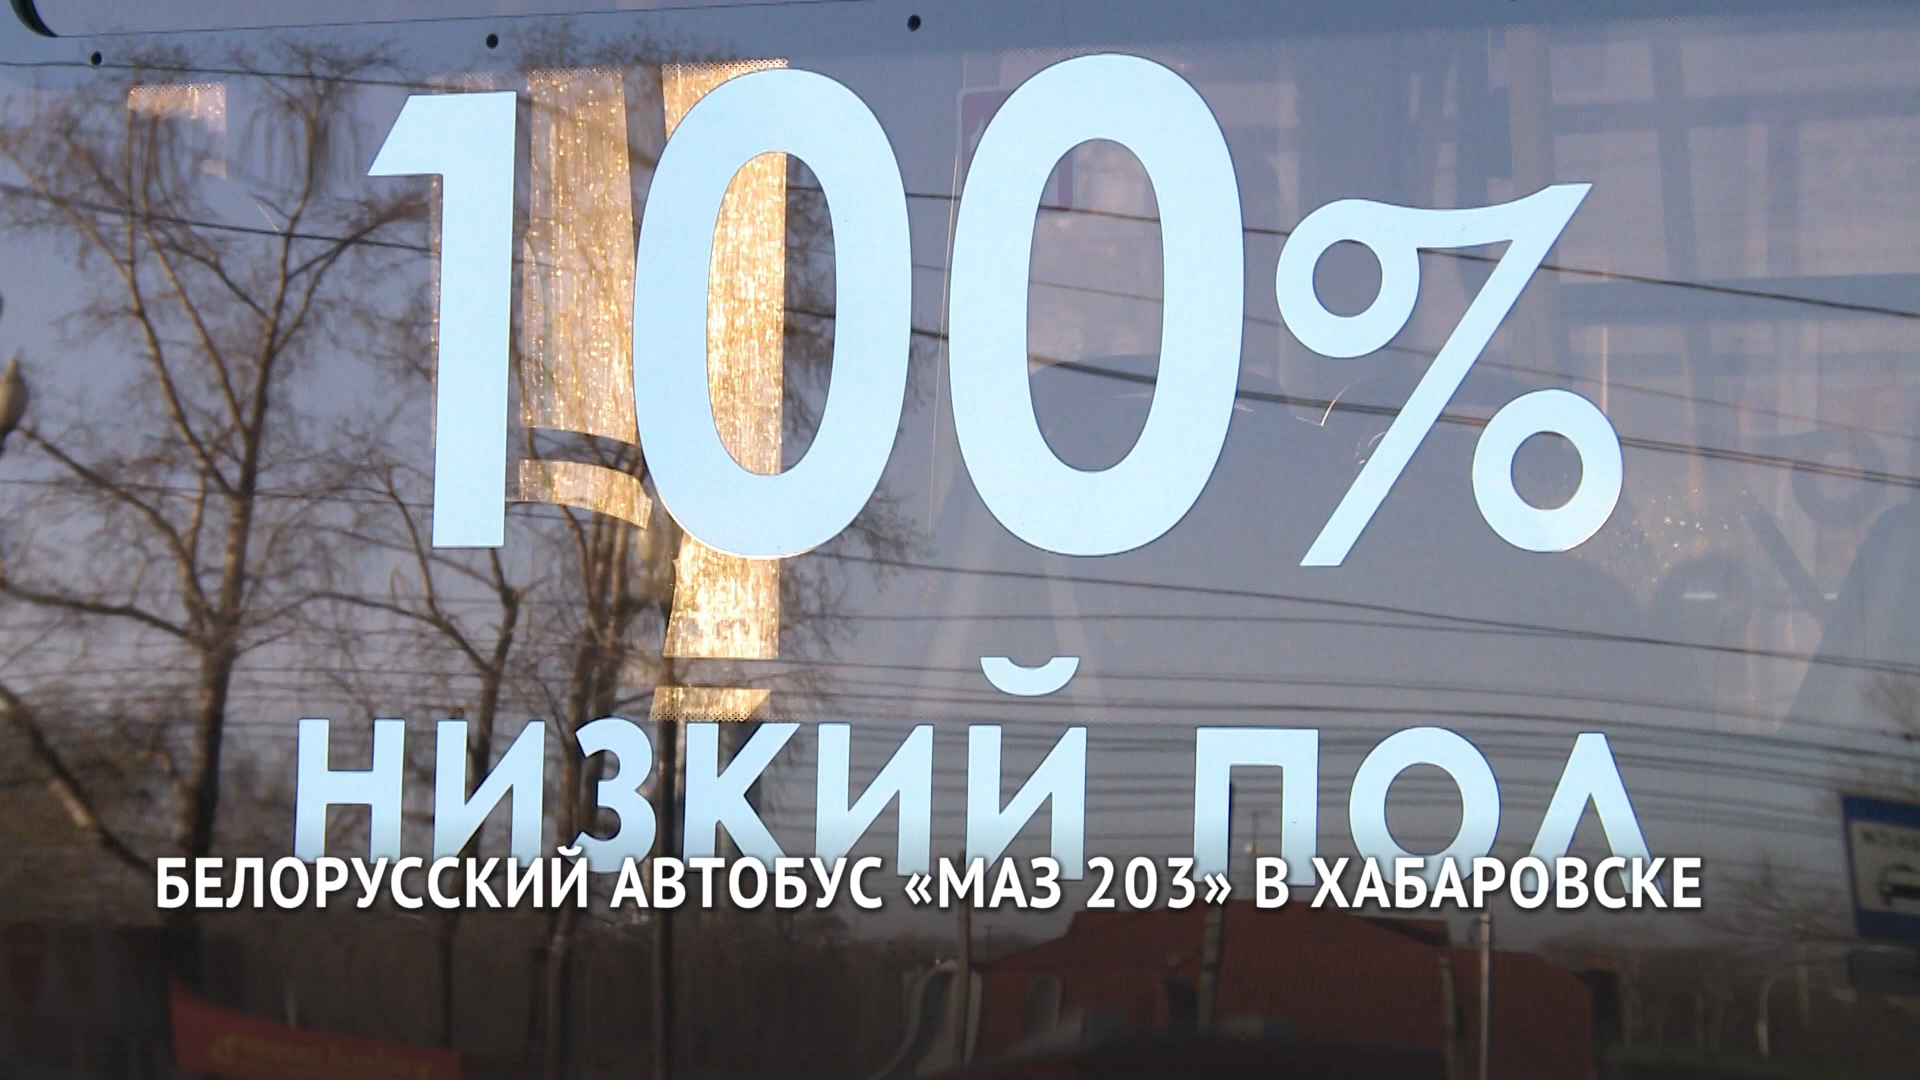 100%
НИЗКИЙ ПОЛ
БЕЛОРУССКИЙ АВТОБУС «МАЗ 203» В ХАБАРОВСКЕ